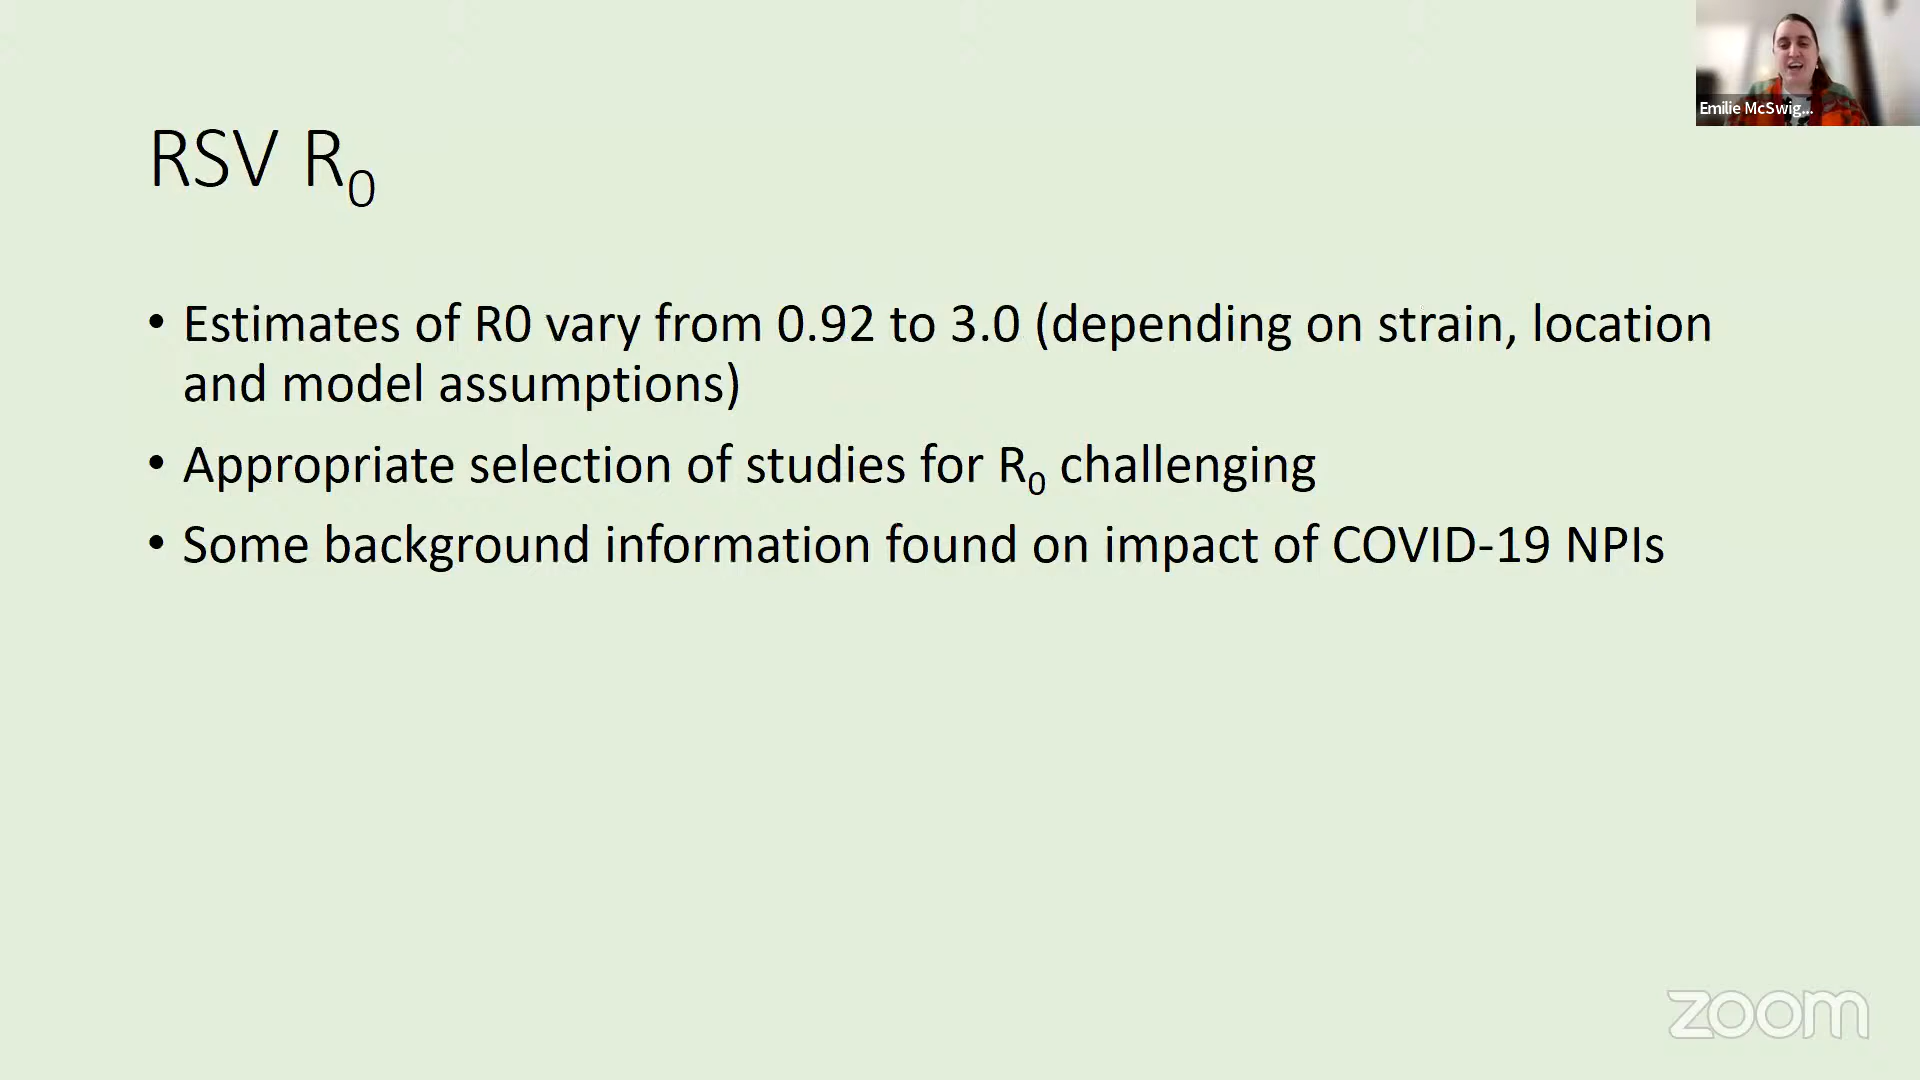 Emilie McSwig...
RSV R₀
• Estimates of R0 vary from 0.92 to 3.0 (depending on strain, location
and model assumptions)
• Appropriate selection of studies for R₀ challenging
• Some background information found on impact of COVID-19 NPIs
zoom